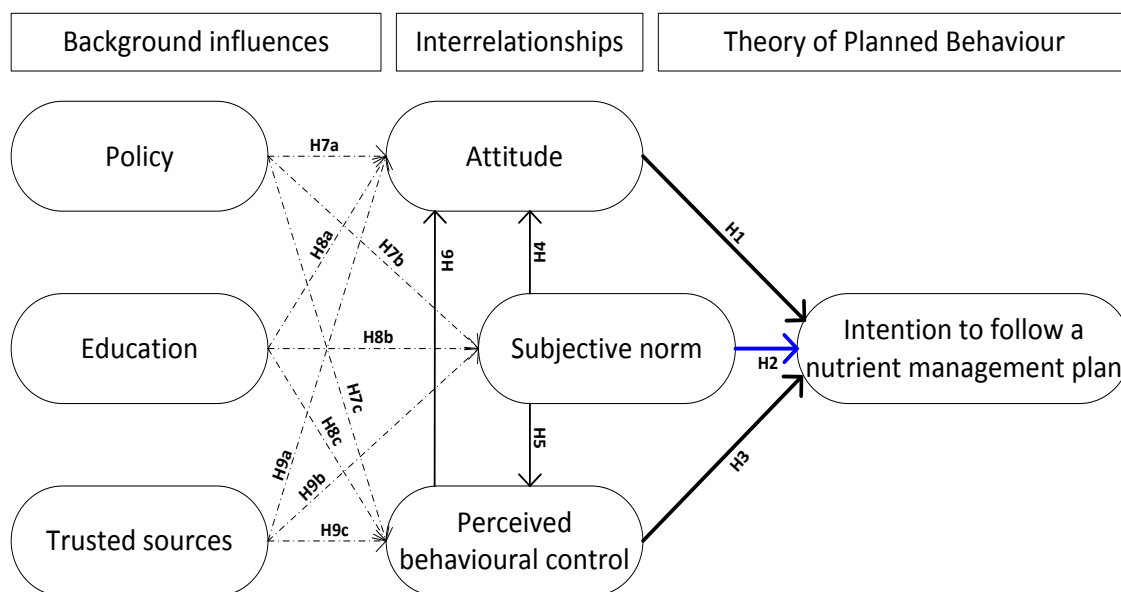 Background influences
Interrelationships
Theory of Planned Behaviour
Policy
H7a
Attitude
H1
H8a
H7b
H6
H4
Education
H8b
Subjective norm
H2
Intention to follow a
nutrient management plan
H7c
H8c
H5
H9a
H9b
H3
Trusted sources
H9c
Perceived
behavioural control